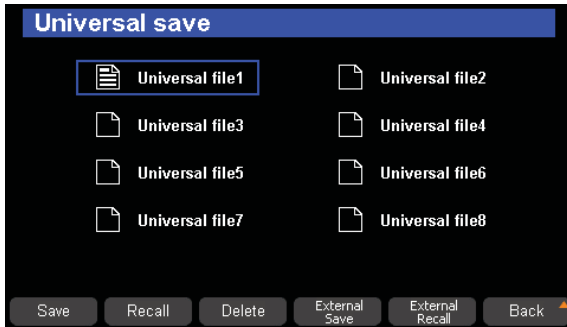 Universal save
Universal file1
Universal file2
Universal file3
Universal file4
Universal file5
Universal file6
Universal file7
Universal file8
Save
Recall
Delete
External
Save
External
Recall
Back